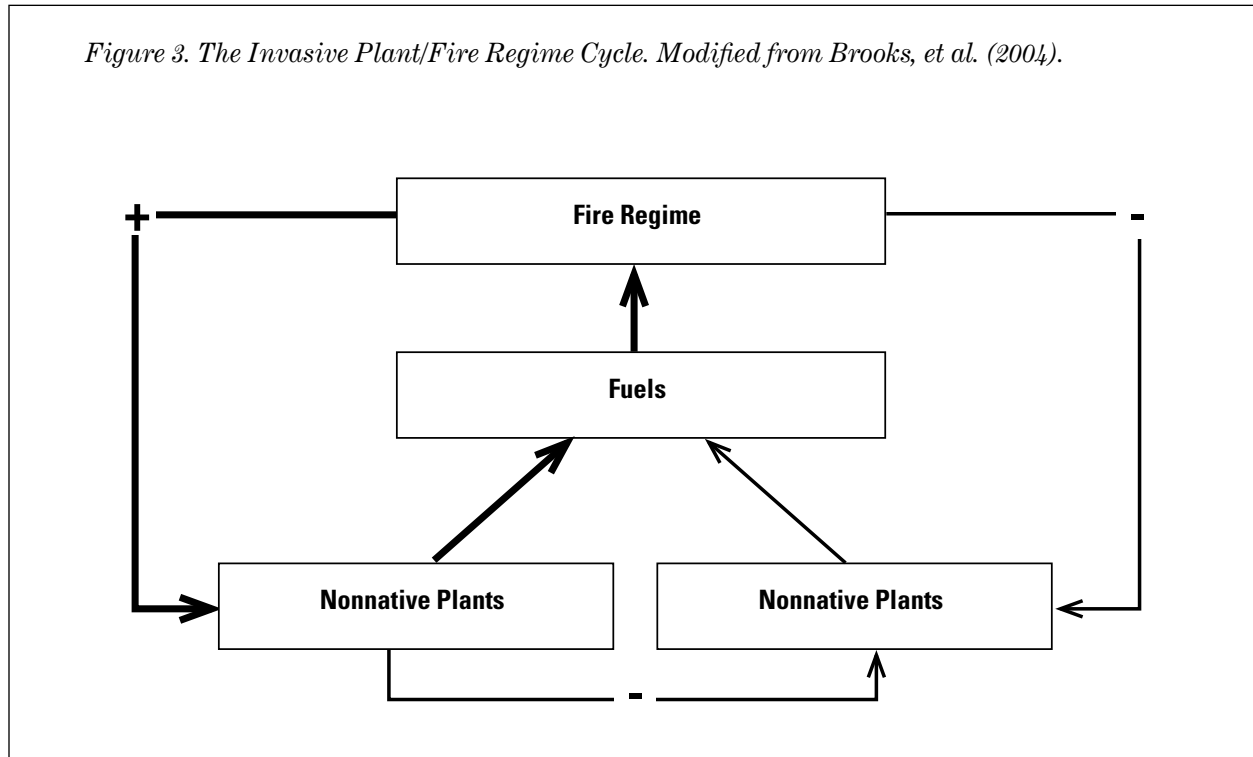 Figure 3. The Invasive Plant/Fire Regime Cycle. Modified from Brooks, et al. (2004).
+
Fire Regime
-
Fuels
Nonnative Plants
Nonnative Plants
-